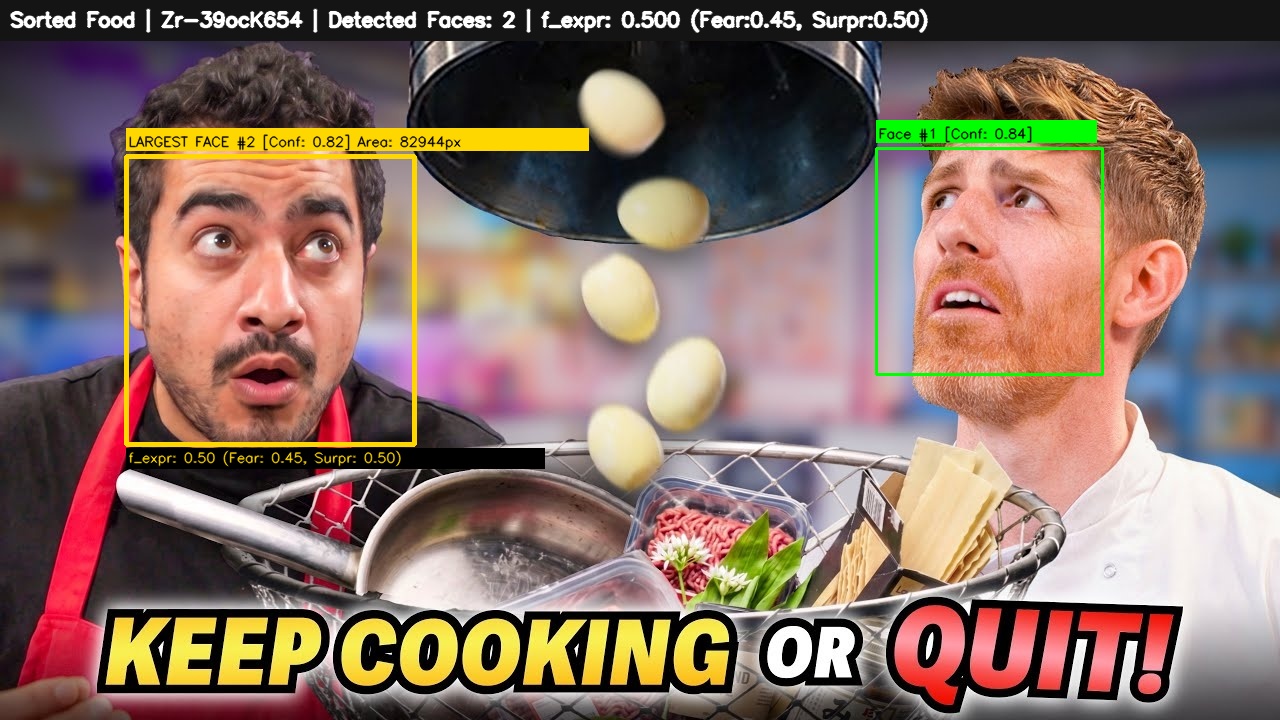 Sorted Food | Zr-39ocK654 | Detected Faces: 2 | f_expr: 0.500 (Fear:0.45, Surpr:0.50)
LARGEST FACE #2 [Conf: 0.82] Area: 82944px
Face #1 [Conf: 0.84]
f_expr: 0.50 (Fear: 0.45, Surpr: 0.50)
KEEP COOKING OR QUIT!